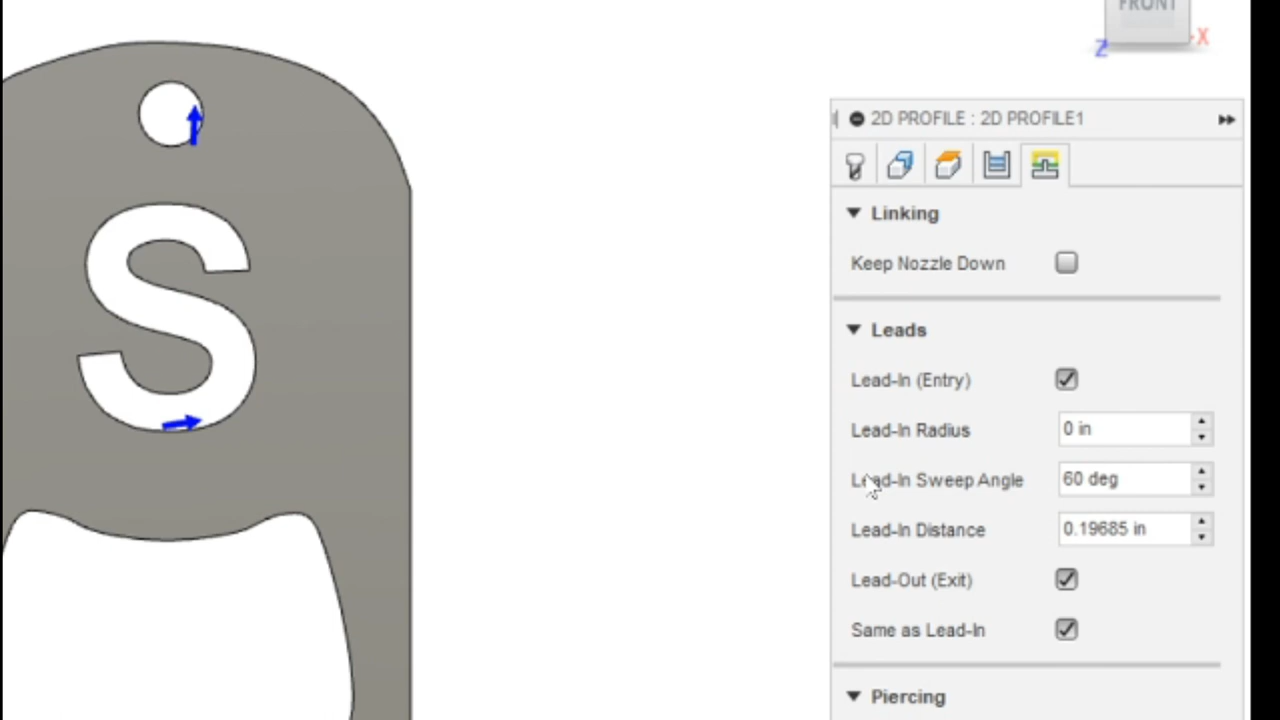 FRONT
Z
X
2D PROFILE : 2D PROFILE1
Linking
Keep Nozzle Down
S
Leads
Lead-In (Entry)
Lead-In Radius 0 in
Lead-In Sweep Angle 60 deg
Lead-In Distance 0.19685 in
Lead-Out (Exit)
Same as Lead-In
Piercing